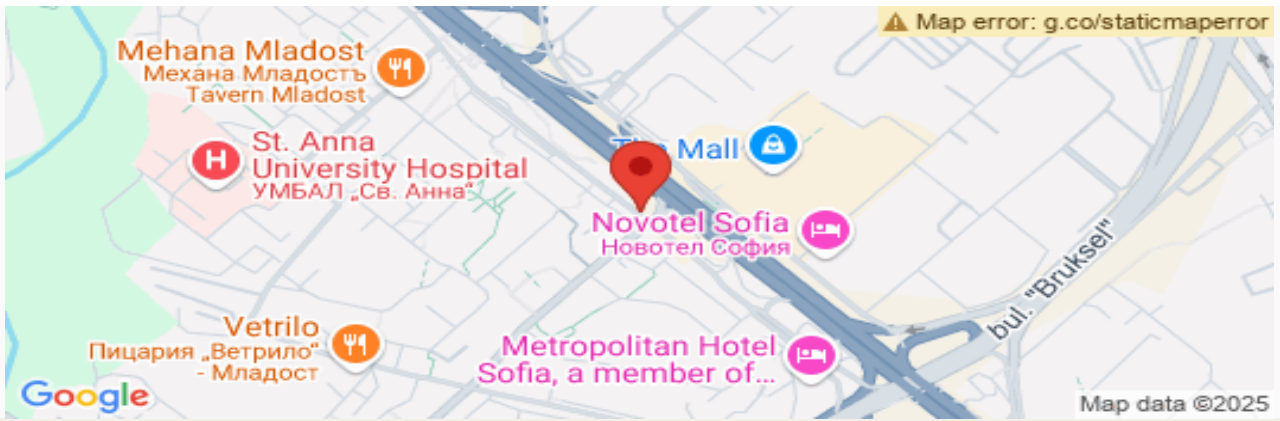 Map error: g.co/staticmaperror
Mehana Mladost
Механа Младостъ
Tavern Mladost
St. Anna
University Hospital
УМБАЛ „Св. Анна“
Mall
Novotel Sofia
Новотел София
bul. "Bruksel"
Vetrilo
Пицария „Ветрило“
- Младост
Metropolitan Hotel
Sofia, a member of...
Google
Map data ©2025